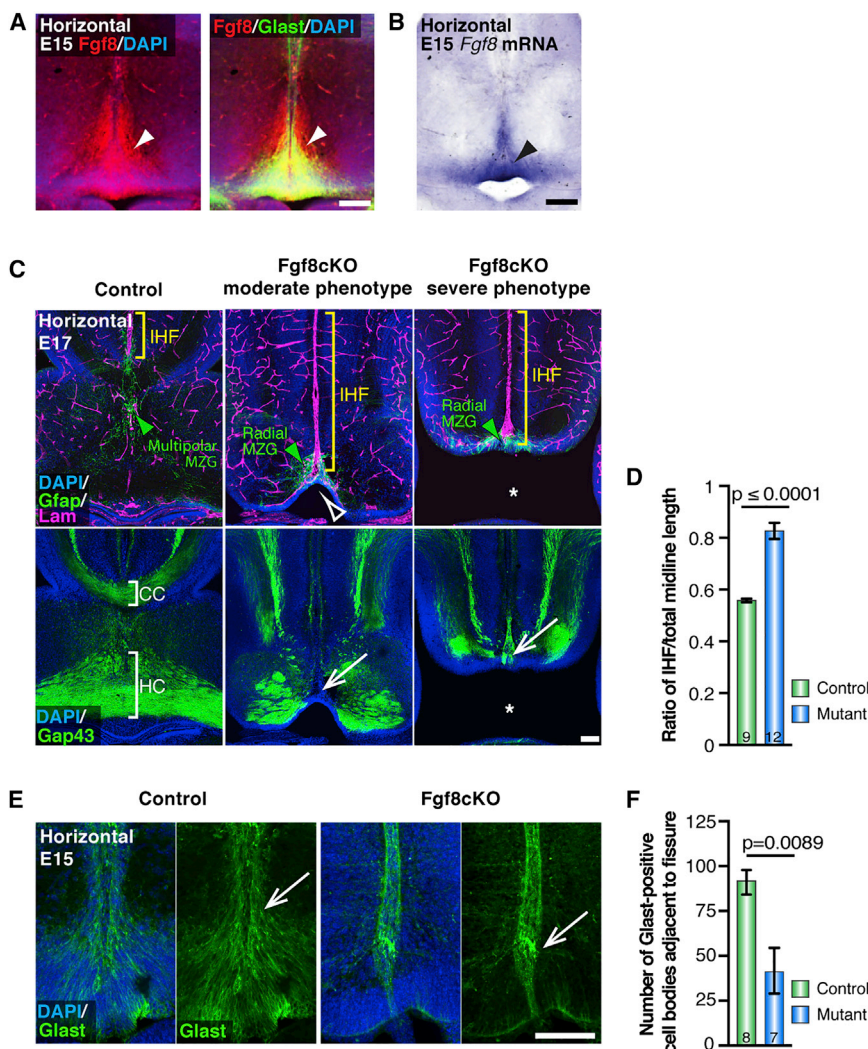 A
Horizontal
E15 Fgf8/DAPI
Fgf8/Glast/DAPI
B
Horizontal
E15 Fgf8 mRNA
C
Control
Fgf8cKO
moderate phenotype
Fgf8cKO
severe phenotype
Horizontal
E17
IHF
Multipolar
MZG
DAPI/
Gfap/
Lam
IHF
Radial
MZG
IHF
Radial
MZG
*
CC
HC
DAPI/
Gap43
*
D
p ≤ 0.0001
Ratio of IHF/total midline length
1
0.8
0.6
0.4
0.2
0
9
12
Control
Mutant
E
Control
Fgf8cKO
Horizontal
E15
DAPI/
Glast
Glast
F
p=0.0089
Number of Glast-positive
cell bodies adjacent to fissure
125
100
75
50
25
0
8
7
Control
Mutant